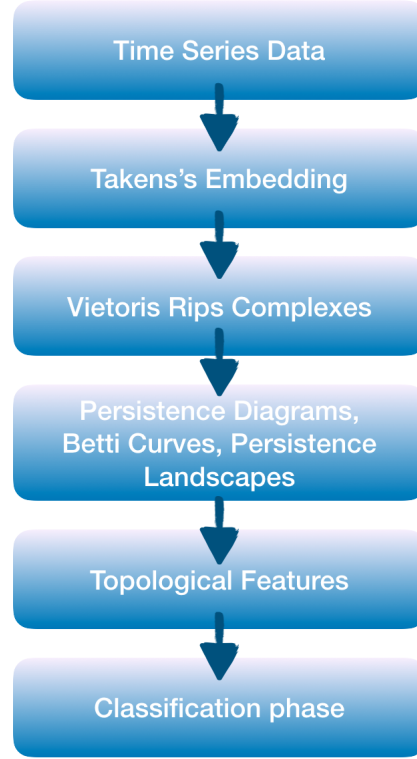 Time Series Data
Takens’s Embedding
Vietoris Rips Complexes
Persistence Diagrams,
Betti Curves, Persistence
Landscapes
Topological Features
Classification phase